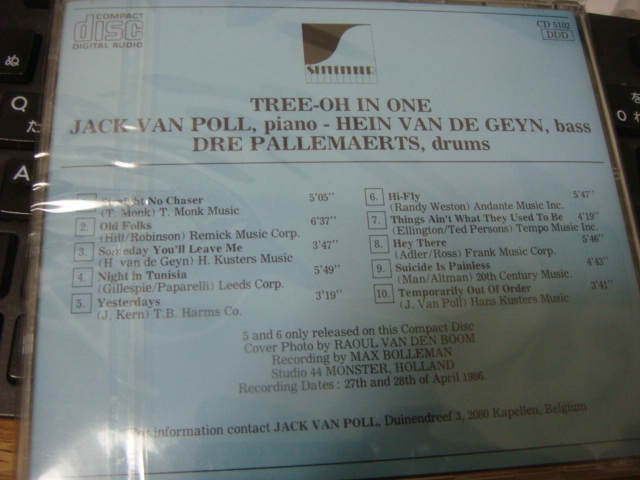 COMPACT
disc
DIGITAL AUDIO
CD 5102
DDD
SUMMER
TREE-OH IN ONE
JACK VAN POLL, piano - HEIN VAN DE GEYN, bass
DRE PALLEMAERTS, drums
No Chaser 5'05"
(T. Monk) T. Monk Music
2. Old Folks 6'37"
(Hill/Robinson) Remick Music Corp.
3. Someday You'll Leave Me 3'47"
(H. van de Geyn) H. Kusters Music
4. Night in Tunisia 5'49"
(Gillespie/Paparelli) Leeds Corp.
5. Yesterdays 3'19"
(J. Kern) T.B. Harms Co.
6. Hi-Fly 5'47"
(Randy Weston) Andante Music Inc.
7. Things Ain't What They Used To Be 4'19"
(Ellington/Ted Persons) Tempo Music Inc.
8. Hey There 5'46"
(Adler/Ross) Frank Music Corp.
9. Suicide Is Painless 4'43"
(Man/Altman) 20th Century Music.
10. Temporarily Out Of Order 3'41"
(J. Van Poll) Hans Kusters Music
5 and 6 only released on this Compact Disc
Cover Photo by RAOUL VAN DEN BOOM
Recording by MAX BOLLEMAN
Studio 44 MONSTER, HOLLAND
Recording Dates : 27th and 28th of April 1986.
For information contact JACK VAN POLL, Duinendreef 3, 2080 Kapellen, Belgium
ぬ
Q
た
A
を
0
わ